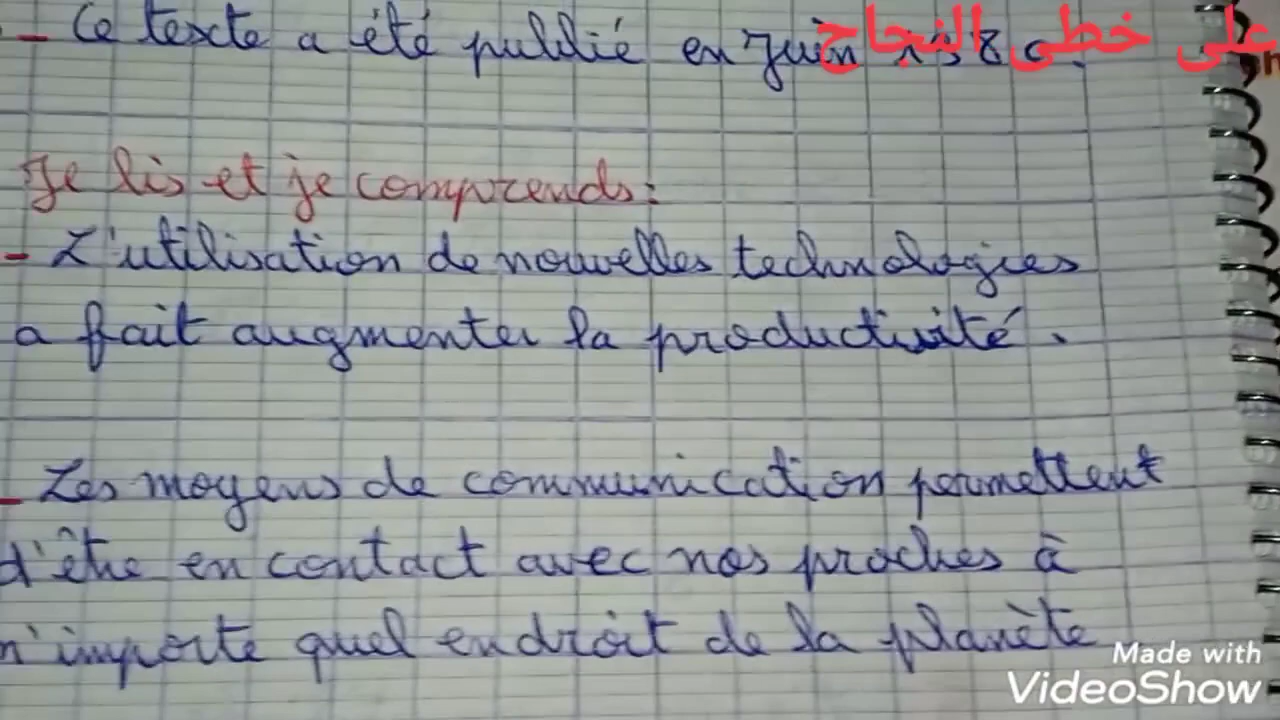 - Ce texte a été publié en Juin
على خطى النجاح
Je lis et je comprends:
- L'utilisation de nouvelles technologies
a fait augmenter la productivité.
- Les moyens de communication permettent
d'être en contact avec nos proches à
n'importe quel endroit de la planète
Made with
VideoShow